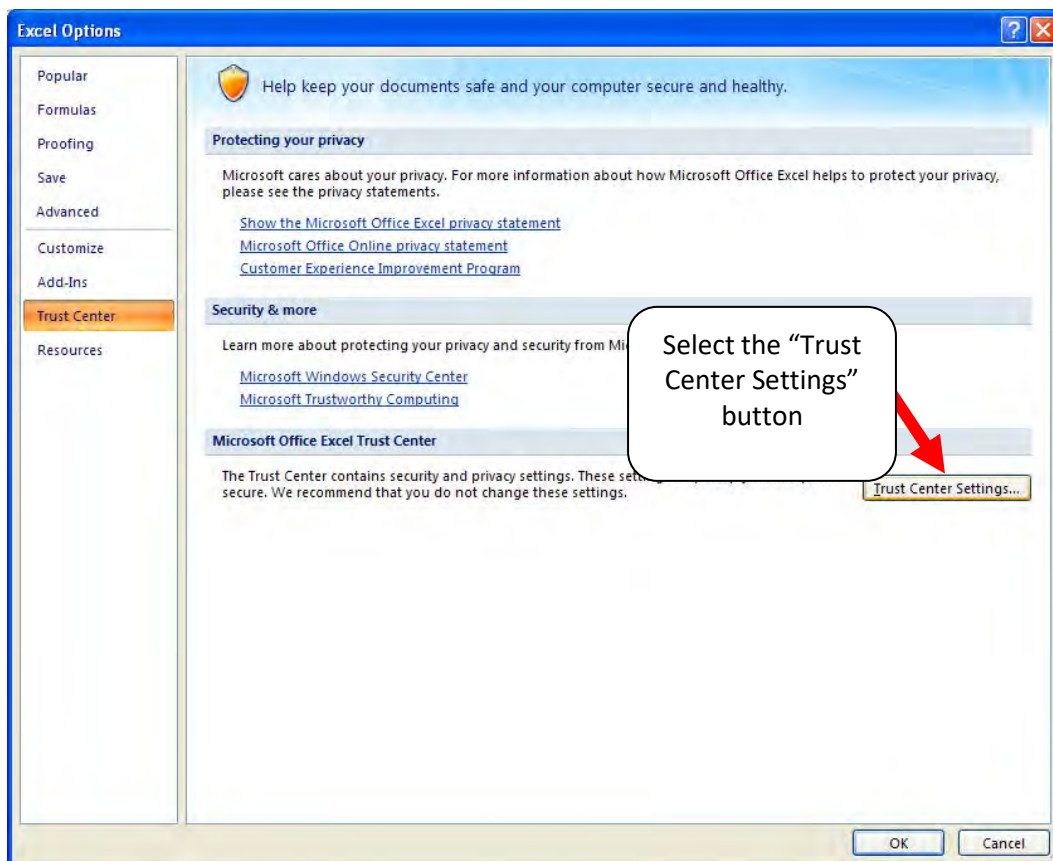 Excel Options
Popular
Formulas
Proofing
Save
Advanced
Customize
Add-Ins
Trust Center
Resources
Help keep your documents safe and your computer secure and healthy.
Protecting your privacy
Microsoft cares about your privacy. For more information about how Microsoft Office Excel helps to protect your privacy,
please see the privacy statements.
Show the Microsoft Office Excel privacy statement
Microsoft Office Online privacy statement
Customer Experience Improvement Program
Security & more
Learn more about protecting your privacy and security from
Microsoft Windows Security Center
Microsoft Trustworthy Computing
Microsoft Office Excel Trust Center
The Trust Center contains security and privacy settings. These
secure. We recommend that you do not change these settings.
Trust Center Settings...
Select the “Trust
Center Settings”
button
OK
Cancel